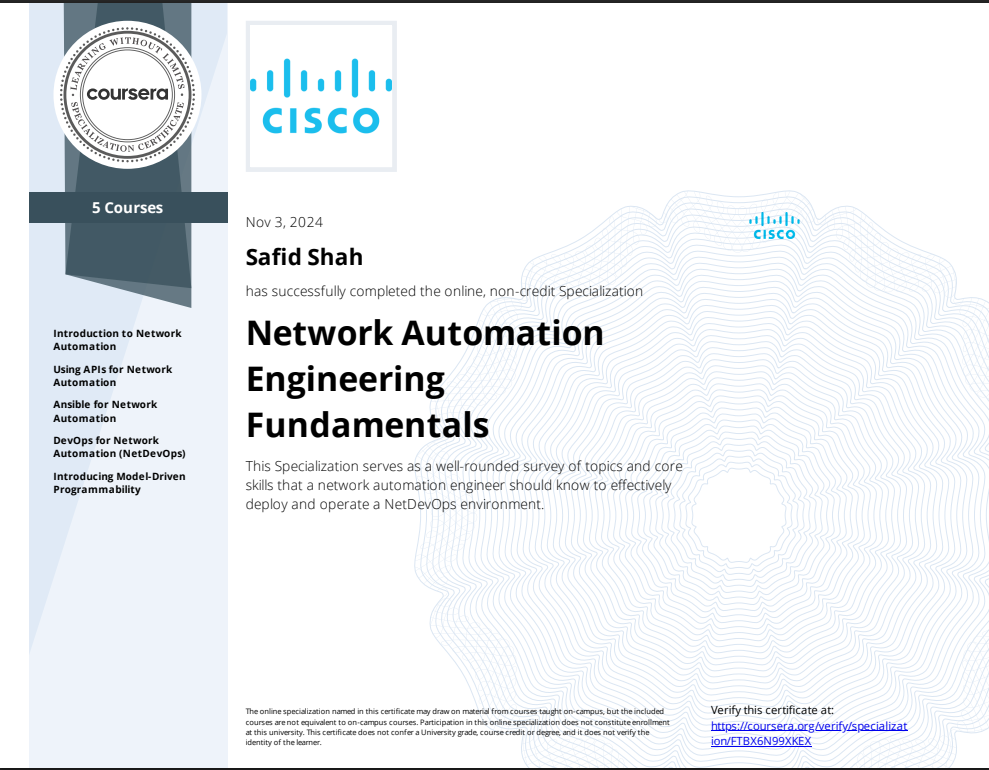 LEARNING WITHOUT LIMITS
coursera
SPECIALIZATION CERTIFICATE
5 Courses
Introduction to Network
Automation
Using APIs for Network
Automation
Ansible for Network
Automation
DevOps for Network
Automation (NetDevOps)
Introducing Model-Driven
Programmability
CISCO
Nov 3, 2024
Safid Shah
has successfully completed the online, non-credit Specialization
Network Automation
Engineering
Fundamentals
This Specialization serves as a well-rounded survey of topics and core
skills that a network automation engineer should know to effectively
deploy and operate a NetDevOps environment.
CISCO
The online specialization named in this certificate may draw on material from courses taught on-campus, but the included
courses are not equivalent to on-campus courses. Participation in this online specialization does not constitute enrollment
at this university. This certificate does not confer a University grade, course credit or degree, and it does not verify the
identity of the learner.
Verify this certificate at:
https://coursera.org/verify/specializat
ion/FTBX6N99XKEX